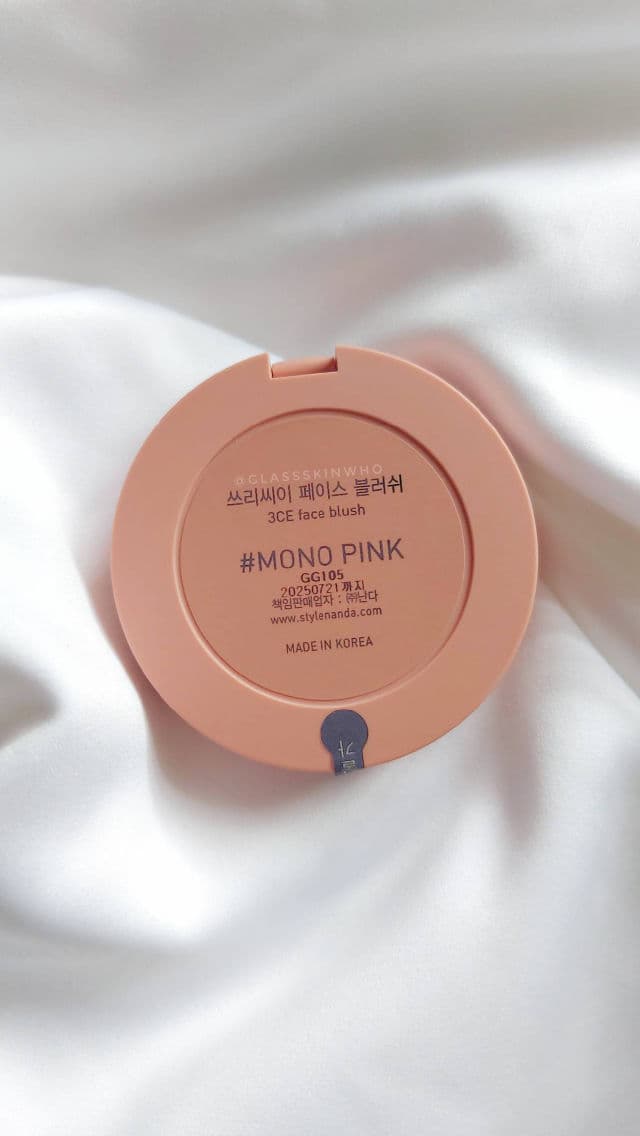 @GLASSSKINWHO
쓰리씨이 페이스 블러쉬
3CE face blush
#MONO PINK
GG105
20250721까지
책임판매업자 : ㈜난다
www.stylenanda.com
MADE IN KOREA